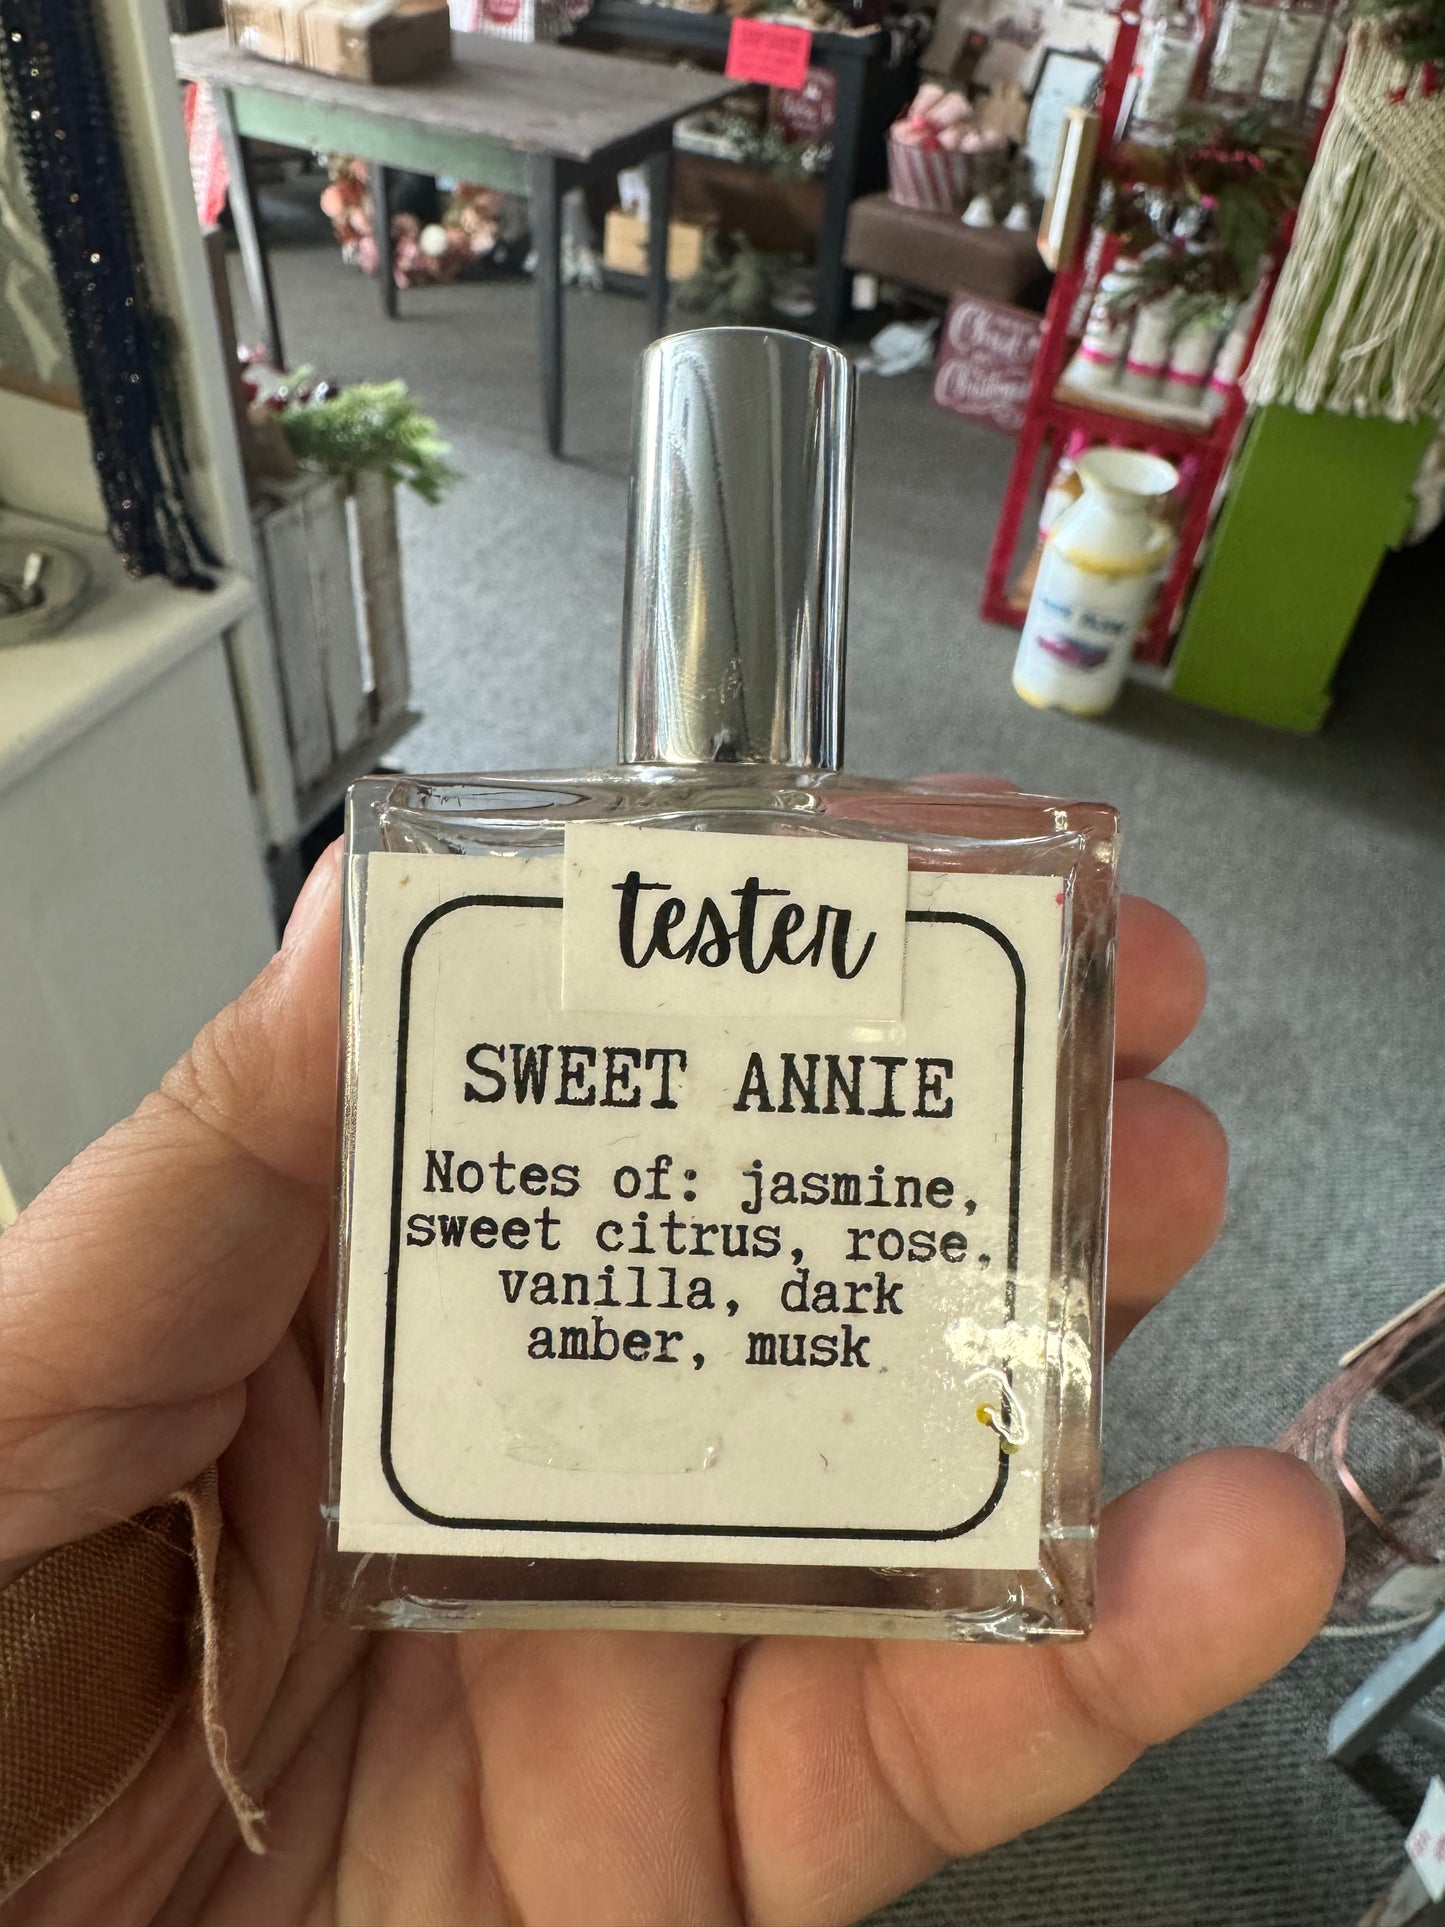 tester
SWEET ANNIE
Notes of: jasmine,
sweet citrus, rose,
vanilla, dark
amber, musk